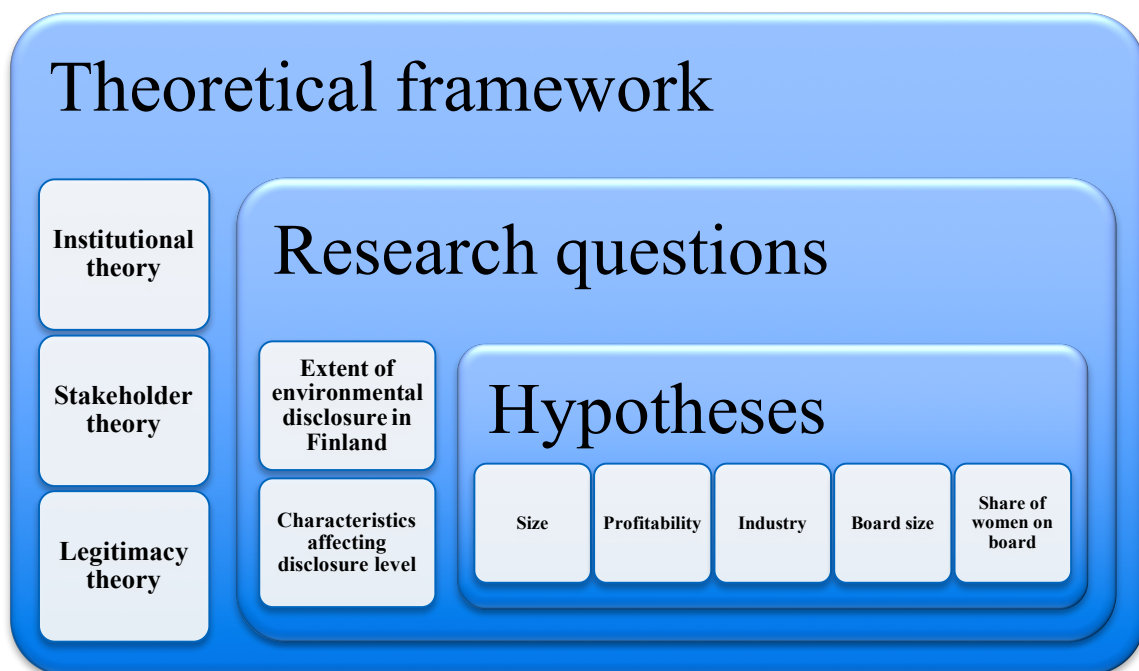 Theoretical framework
Institutional
theory
Stakeholder
theory
Legitimacy
theory
Research questions
Extent of
environmental
disclosure in
Finland
Characteristics
affecting
disclosure level
Hypotheses
Size
Profitability
Industry
Board size
Share of
women on
board